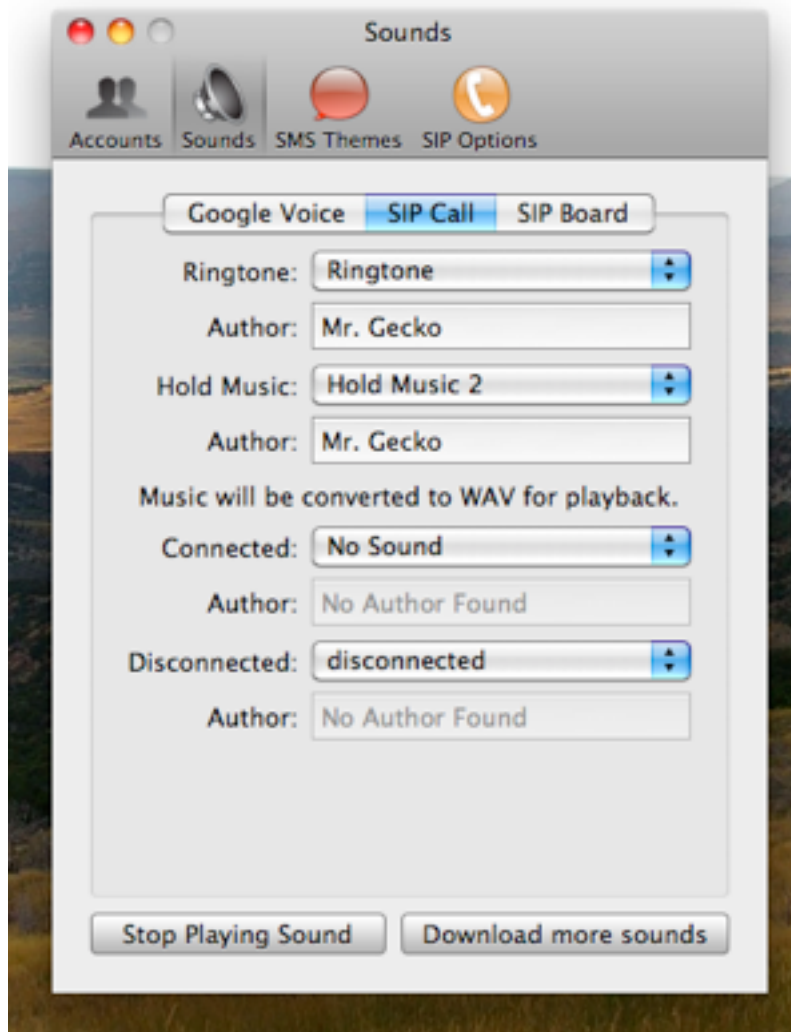 Sounds
Accounts Sounds SMS Themes SIP Options
Google Voice SIP Call SIP Board
Ringtone: Ringtone
Author: Mr. Gecko
Hold Music: Hold Music 2
Author: Mr. Gecko
Music will be converted to WAV for playback.
Connected: No Sound
Author: No Author Found
Disconnected: disconnected
Author: No Author Found
Stop Playing Sound Download more sounds